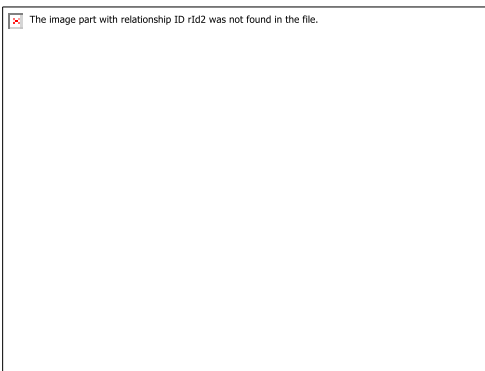 The image part with relationship ID rId2 was not found in the file.